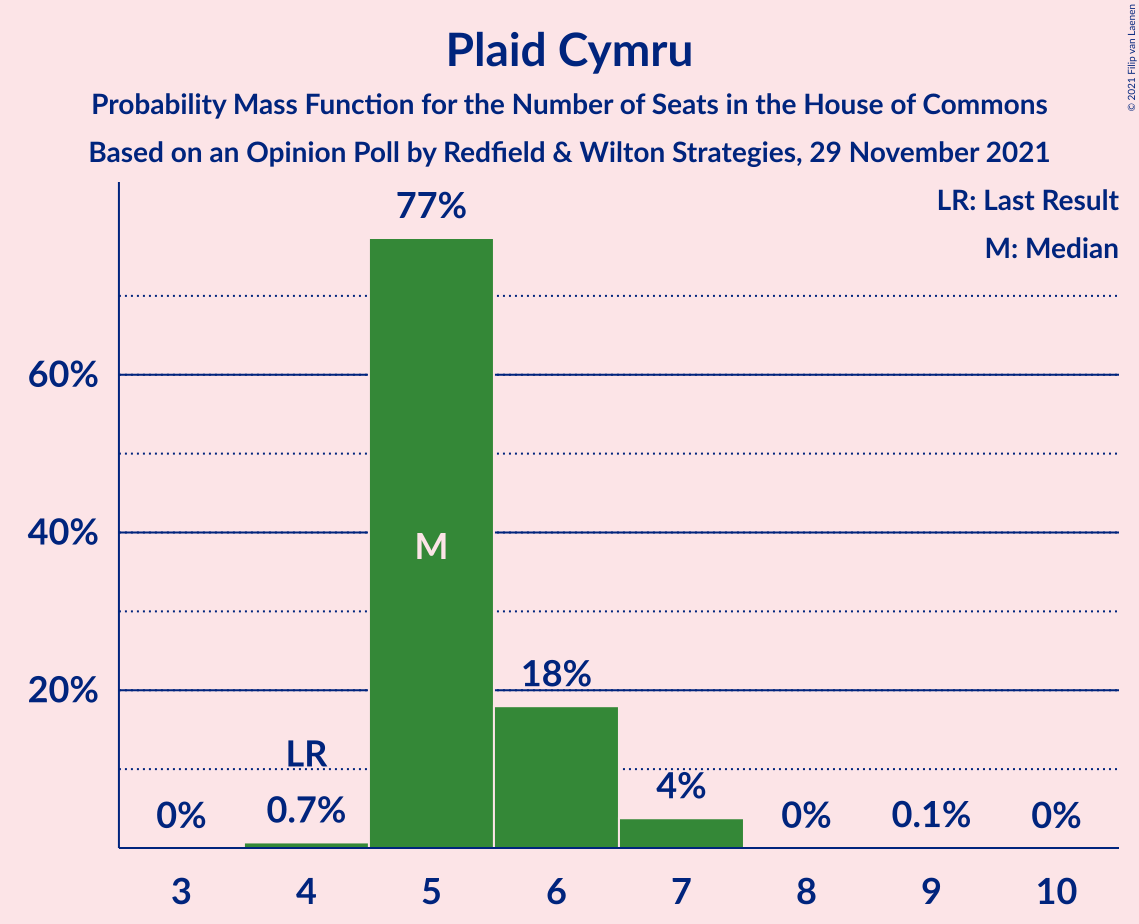 Plaid Cymru
Probability Mass Function for the Number of Seats in the House of Commons
Based on an Opinion Poll by Redfield & Wilton Strategies, 29 November 2021
© 2021 Filip van Laenen
LR: Last Result
M: Median
77%
60%
40%
M
20%
18%
LR
0%
0.7%
4%
0%
0.1%
0%
3
4
5
6
7
8
9
10